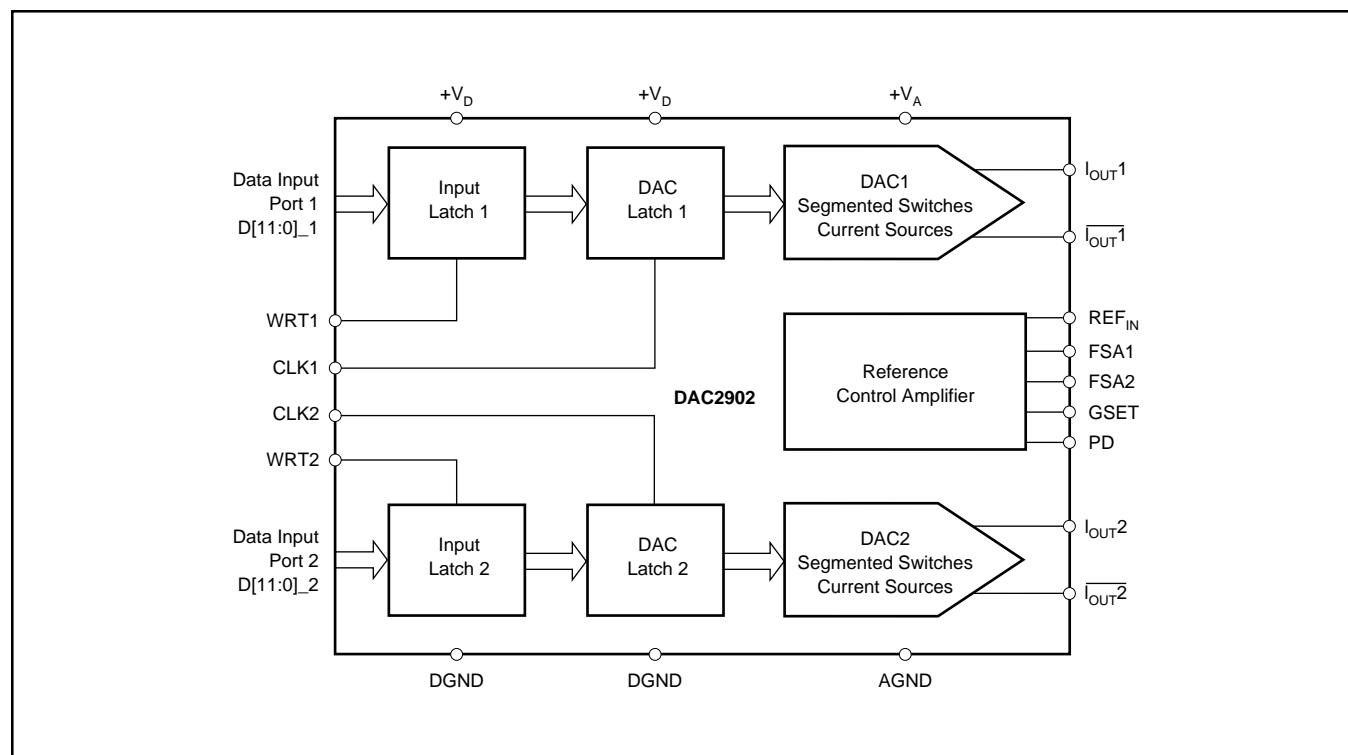 +V_D
+V_D
+V_A
Data Input
Port 1
D[11:0]_1
Input
Latch 1
DAC
Latch 1
DAC1
Segmented Switches
Current Sources
I_OUT1
I_OUT1
WRT1
CLK1
CLK2
WRT2
DAC2902
Reference
Control Amplifier
REF_IN
FSA1
FSA2
GSET
PD
Data Input
Port 2
D[11:0]_2
Input
Latch 2
DAC
Latch 2
DAC2
Segmented Switches
Current Sources
I_OUT2
I_OUT2
DGND
DGND
AGND